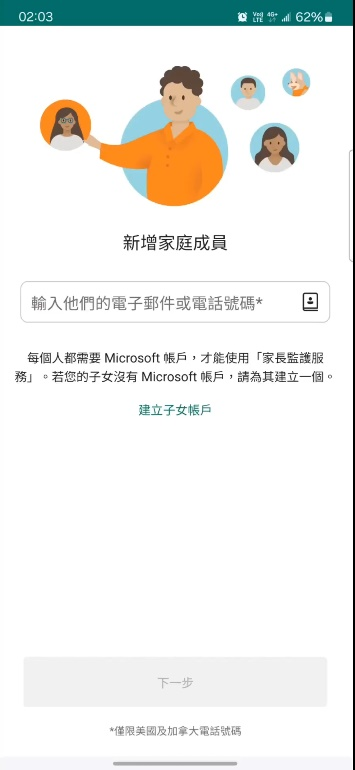 02:03
Vo) LTE 4G+ 62%
新增家庭成員
輸入他們的電子郵件或電話號碼*
每個人都需要 Microsoft 帳戶，才能使用「家長監護服
務」。若您的子女沒有 Microsoft 帳戶，請為其建立一個。
建立子女帳戶
下一步
*僅限美國及加拿大電話號碼